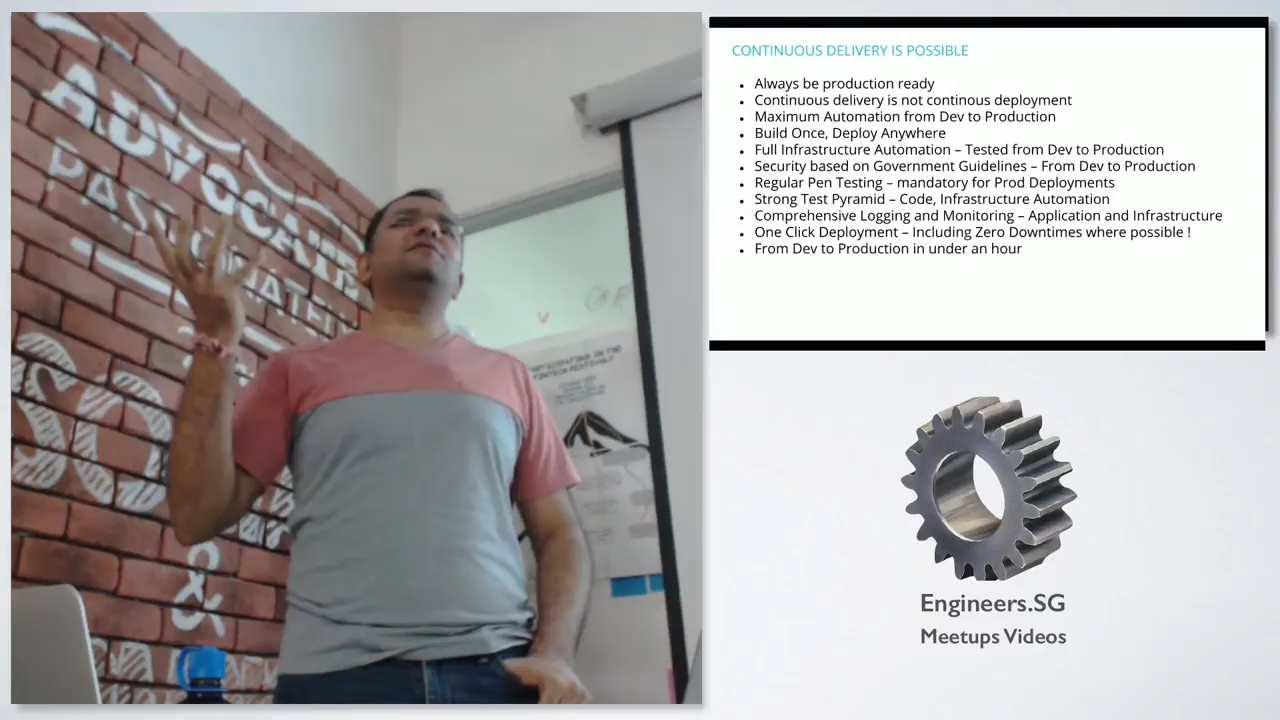 ADVOCATE
PASSIONATELY
SO
&
CONTINUOUS DELIVERY IS POSSIBLE
Always be production ready
Continuous delivery is not continous deployment
Maximum Automation from Dev to Production
Build Once, Deploy Anywhere
Full Infrastructure Automation – Tested from Dev to Production
Security based on Government Guidelines – From Dev to Production
Regular Pen Testing – mandatory for Prod Deployments
Strong Test Pyramid – Code, Infrastructure Automation
Comprehensive Logging and Monitoring – Application and Infrastructure
One Click Deployment – Including Zero Downtimes where possible !
From Dev to Production in under an hour
Engineers.SG
Meetups Videos